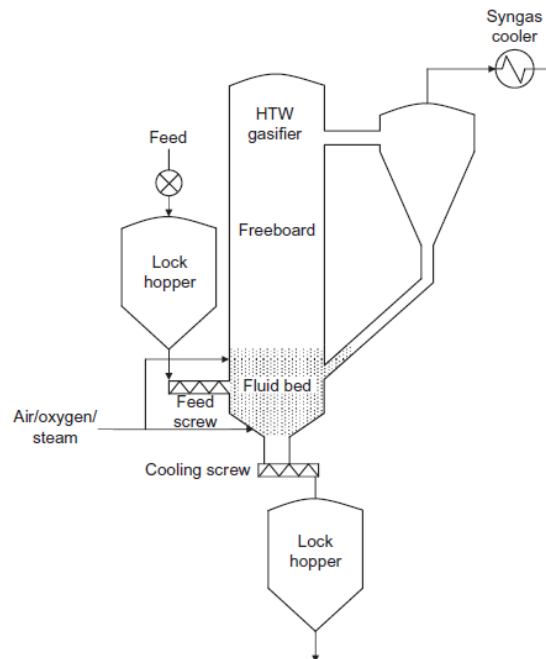 Syngas
cooler
HTW
gasifier
Feed
Freeboard
Lock
hopper
Fluid bed
Feed
screw
Air/oxygen/
steam
Cooling screw
Lock
hopper